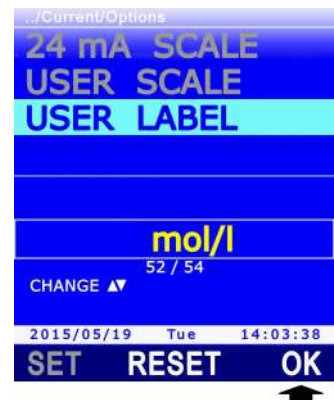 ../Current/Options
24 mA SCALE
USER SCALE
USER LABEL
mol/l
52 / 54
CHANGE ▲▼
2015/05/19 Tue 14:03:38
SET RESET OK